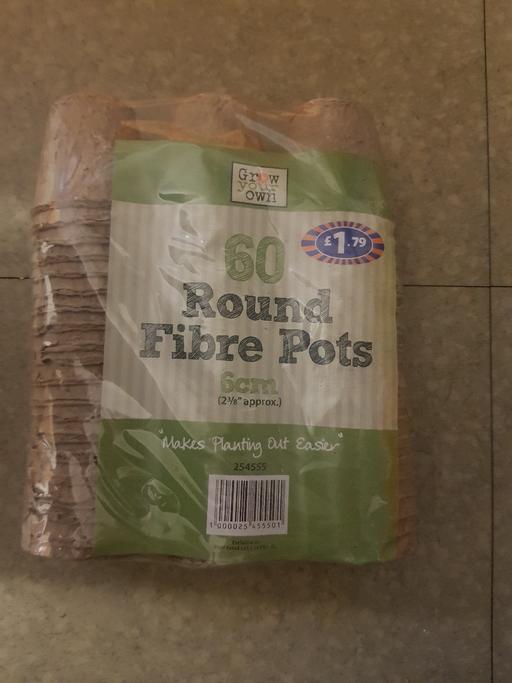 Grow
your
own
£1.79
60
Round
Fibre Pots
6cm
(2³/₈" approx.)
"Makes Planting Out Easier"
254555
1 000025 455501